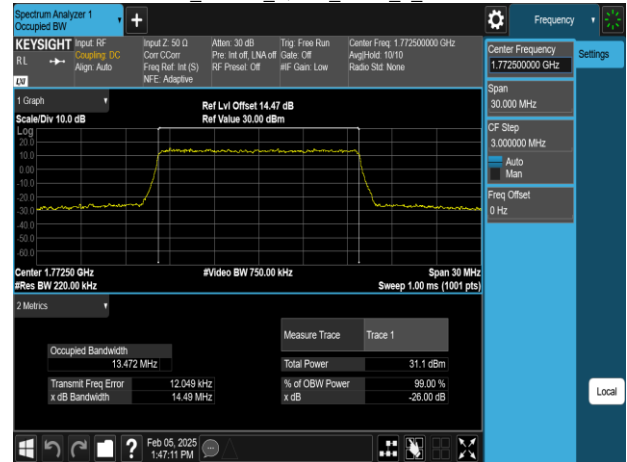 Spectrum Analyzer 1
Occupied BW
Frequency
KEYSIGHT
RL
LXI
Input: RF
Coupling: DC
Align: Auto
Input Z: 50 Ω
Corr CCorr
Freq Ref: Int (S)
NFE: Adaptive
Atten: 30 dB
Pre: Int off, LNA off
RF Presel: Off
Trig: Free Run
Gate: Off
#IF Gain: Low
Center Freq: 1.772500000 GHz
Avg|Hold: 10/10
Radio Std: None
Center Frequency
1.772500000 GHz
Settings
Span
30.000 MHz
CF Step
3.000000 MHz
Auto
Man
Freq Offset
0 Hz
Local
1 Graph
Scale/Div 10.0 dB
Ref Lvl Offset 14.47 dB
Ref Value 30.00 dBm
Log
20.0
10.0
0.00
-10.0
-20.0
-30.0
-40.0
-50.0
-60.0
Center 1.77250 GHz
#Video BW 750.00 kHz
Span 30 MHz
#Res BW 220.00 kHz
Sweep 1.00 ms (1001 pts)
2 Metrics
Measure Trace Trace 1
Occupied Bandwidth
13.472 MHz
Total Power 31.1 dBm
Transmit Freq Error 12.049 kHz
% of OBW Power 99.00 %
x dB Bandwidth 14.49 MHz
x dB -26.00 dB
?
Feb 05, 2025
1:47:11 PM